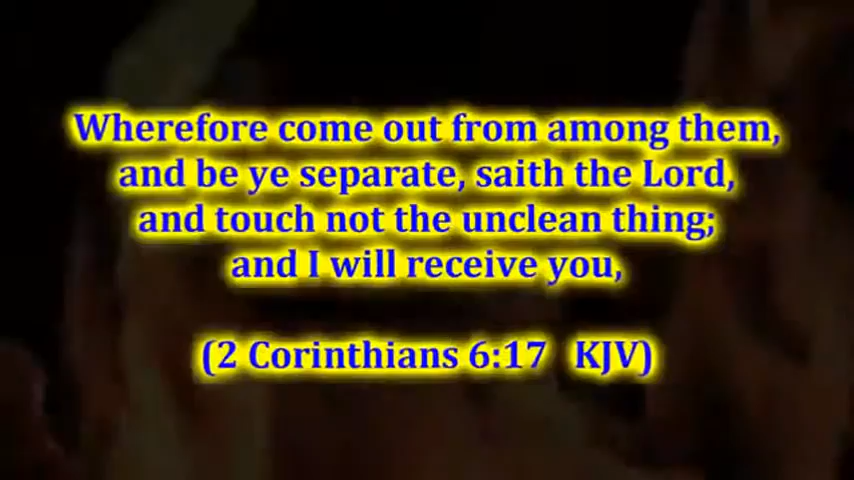 Wherefore come out from among them,
and be ye separate, saith the Lord,
and touch not the unclean thing;
and I will receive you,
(2 Corinthians 6:17 KJV)